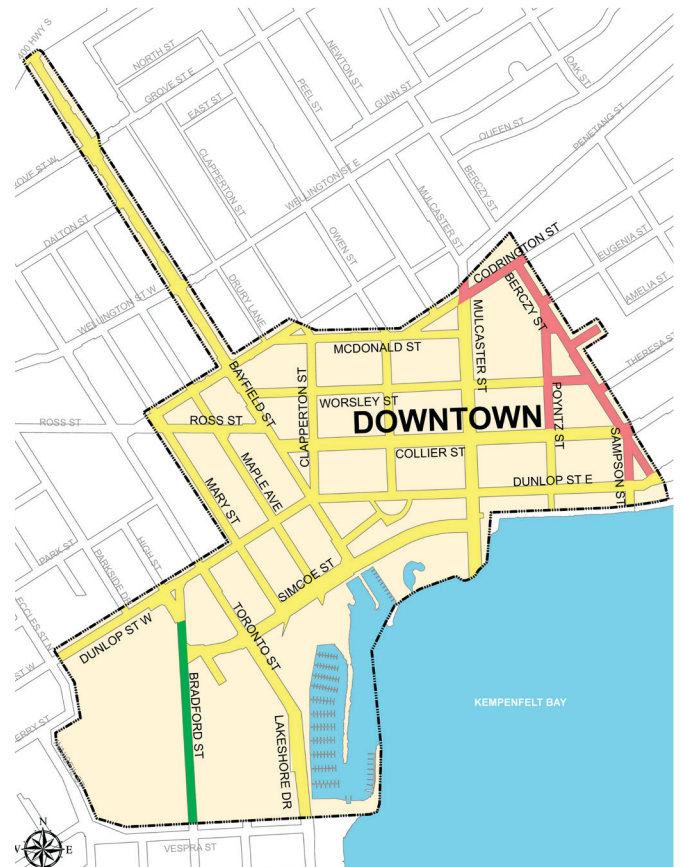 400 HWY S
NORTH ST
GROVE ST E
EAST ST
NEWTON ST
PEEL ST
GUNN ST
OAK ST
QUEEN ST
PENETANG ST
CLAPPERTON ST
WELLINGTON ST E
MULCASTER ST
BERCZY ST
OWEN ST
DALTON ST
WELLINGTON ST W
DRURY LANE
CODRINGTON ST
EUGENIA ST
AMELIA ST
BERCZY ST
MULCASTER ST
MCDONALD ST
THERESA ST
BAYFIELD ST
CLAPPERTON ST
WORSLEY ST
ROSS ST
ROSS ST
DOWNTOWN
POYNTZ ST
SAMPSON ST
COLLIER ST
MAPLE AVE
MARY ST
DUNLOP ST E
PARK ST
HIGH ST
PARKSIDE DR
SIMCOE ST
ECCLES ST N
DUNLOP ST W
TORONTO ST
BRADFORD ST
LAKESHORE DR
KEMPENFELT BAY
N
E
VESPRA ST